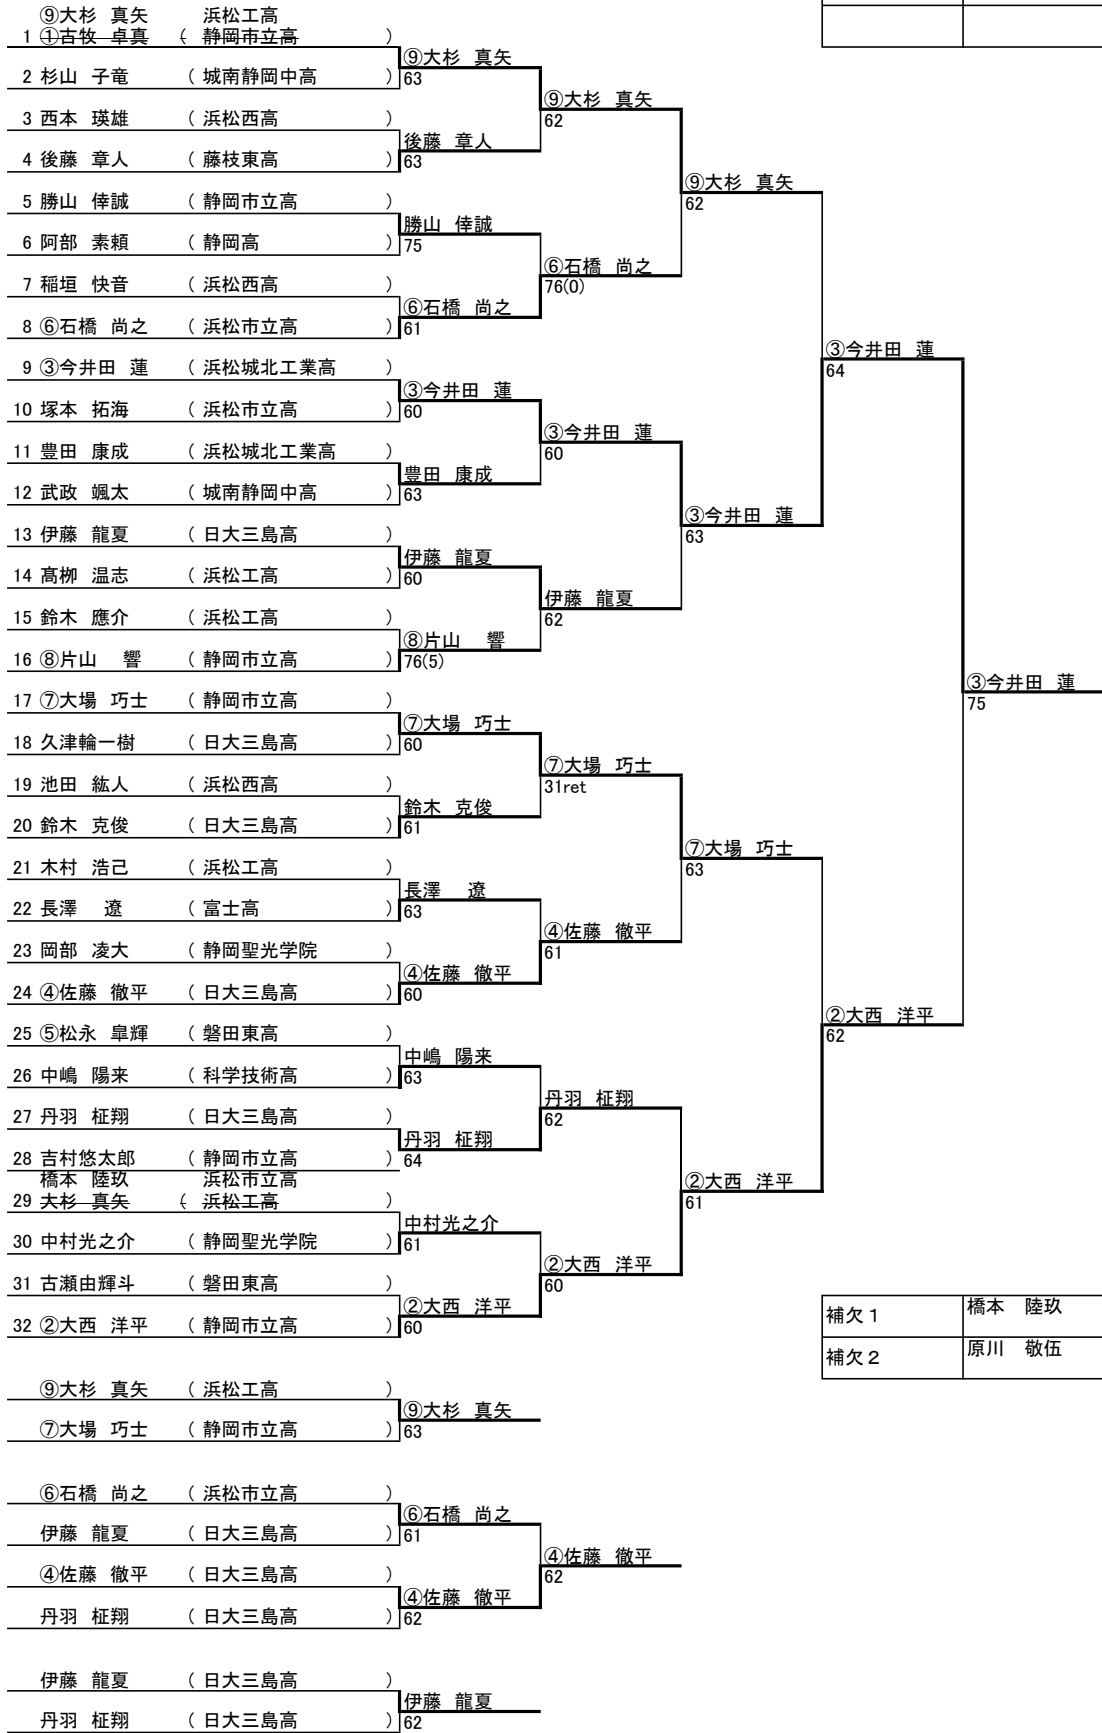 ⑨大杉 真矢 浜松工高
1 ①古牧 卓真 ( 静岡市立高 )
⑨大杉 真矢
2 杉山 子竜 ( 城南静岡中高 ) 63
⑨大杉 真矢
3 西本 瑛雄 ( 浜松西高 ) 62
後藤 章人
4 後藤 章人 ( 藤枝東高 ) 63
⑨大杉 真矢
5 勝山 倖誠 ( 静岡市立高 ) 62
勝山 倖誠
6 阿部 素頼 ( 静岡高 ) 75
⑥石橋 尚之
7 稲垣 快音 ( 浜松西高 ) 76(0)
⑥石橋 尚之
8 ⑥石橋 尚之 ( 浜松市立高 ) 61
③今井田 蓮
9 ③今井田 蓮 ( 浜松城北工業高 ) 64
③今井田 蓮
10 塚本 拓海 ( 浜松市立高 ) 60
③今井田 蓮
11 豊田 康成 ( 浜松城北工業高 ) 60
豊田 康成
12 武政 颯太 ( 城南静岡中高 ) 63
③今井田 蓮
13 伊藤 龍夏 ( 日大三島高 ) 63
伊藤 龍夏
14 髙栁 温志 ( 浜松工高 ) 60
伊藤 龍夏
15 鈴木 應介 ( 浜松工高 ) 62
⑧片山 響
16 ⑧片山 響 ( 静岡市立高 ) 76(5)
③今井田 蓮
17 ⑦大場 巧士 ( 静岡市立高 ) 75
⑦大場 巧士
18 久津輪一樹 ( 日大三島高 ) 60
⑦大場 巧士
19 池田 紘人 ( 浜松西高 ) 31ret
鈴木 克俊
20 鈴木 克俊 ( 日大三島高 ) 61
⑦大場 巧士
21 木村 浩己 ( 浜松工高 ) 63
長澤 遼
22 長澤 遼 ( 富士高 ) 63
④佐藤 徹平
23 岡部 凌大 ( 静岡聖光学院 ) 61
④佐藤 徹平
24 ④佐藤 徹平 ( 日大三島高 ) 60
②大西 洋平
25 ⑤松永 皐輝 ( 磐田東高 ) 62
中嶋 陽来
26 中嶋 陽来 ( 科学技術高 ) 63
丹羽 柾翔
27 丹羽 柾翔 ( 日大三島高 ) 62
丹羽 柾翔
28 吉村悠太郎 ( 静岡市立高 ) 64
橋本 陸玖 浜松市立高 ②大西 洋平
29 大杉 真矢 ( 浜松工高 ) 61
中村光之介
30 中村光之介 ( 静岡聖光学院 ) 61
②大西 洋平
31 古瀬由輝斗 ( 磐田東高 ) 60
②大西 洋平
32 ②大西 洋平 ( 静岡市立高 ) 60
補欠1 橋本 陸玖
補欠2 原川 敬伍
⑨大杉 真矢 ( 浜松工高 )
⑨大杉 真矢
⑦大場 巧士 ( 静岡市立高 ) 63
⑥石橋 尚之 ( 浜松市立高 )
⑥石橋 尚之
伊藤 龍夏 ( 日大三島高 ) 61
④佐藤 徹平
④佐藤 徹平 ( 日大三島高 ) 62
④佐藤 徹平
丹羽 柾翔 ( 日大三島高 ) 62
伊藤 龍夏 ( 日大三島高 )
伊藤 龍夏
丹羽 柾翔 ( 日大三島高 ) 62